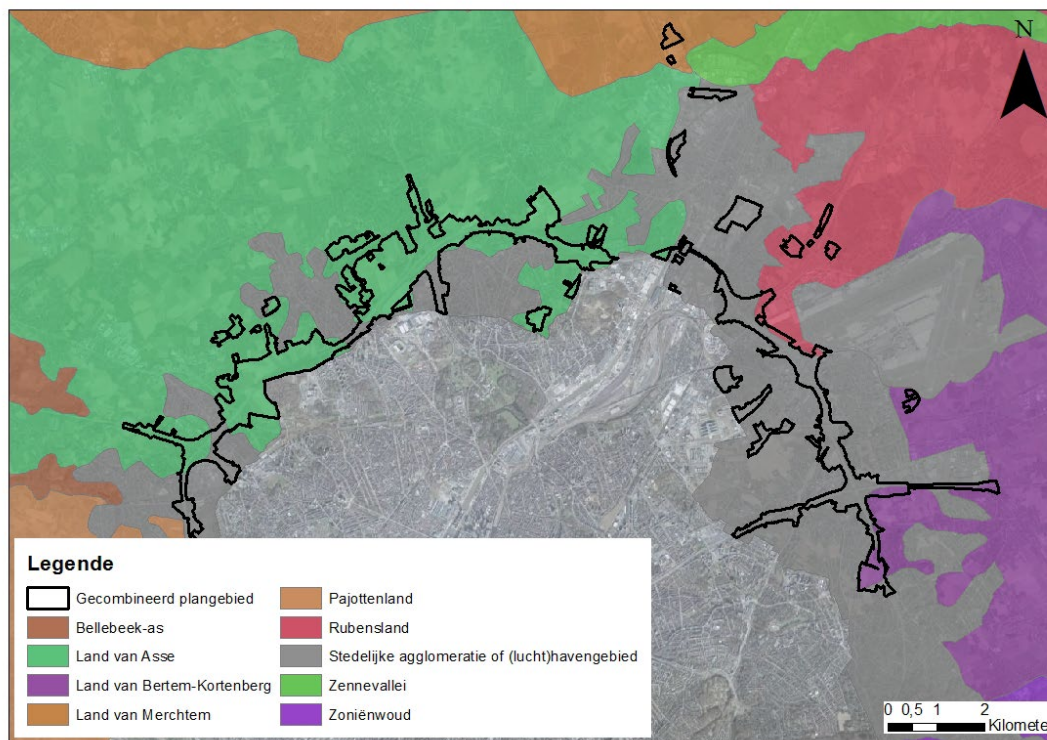 N
Legende
Gecombineerd plangebied
Bellebeek-as
Land van Asse
Land van Bertem-Kortenberg
Land van Merchtem
Pajottenland
Rubensland
Stedelijke agglomeratie of (lucht)havengebied
Zennevallei
Zoniënwoud
0 0,5 1 2
Kilomete